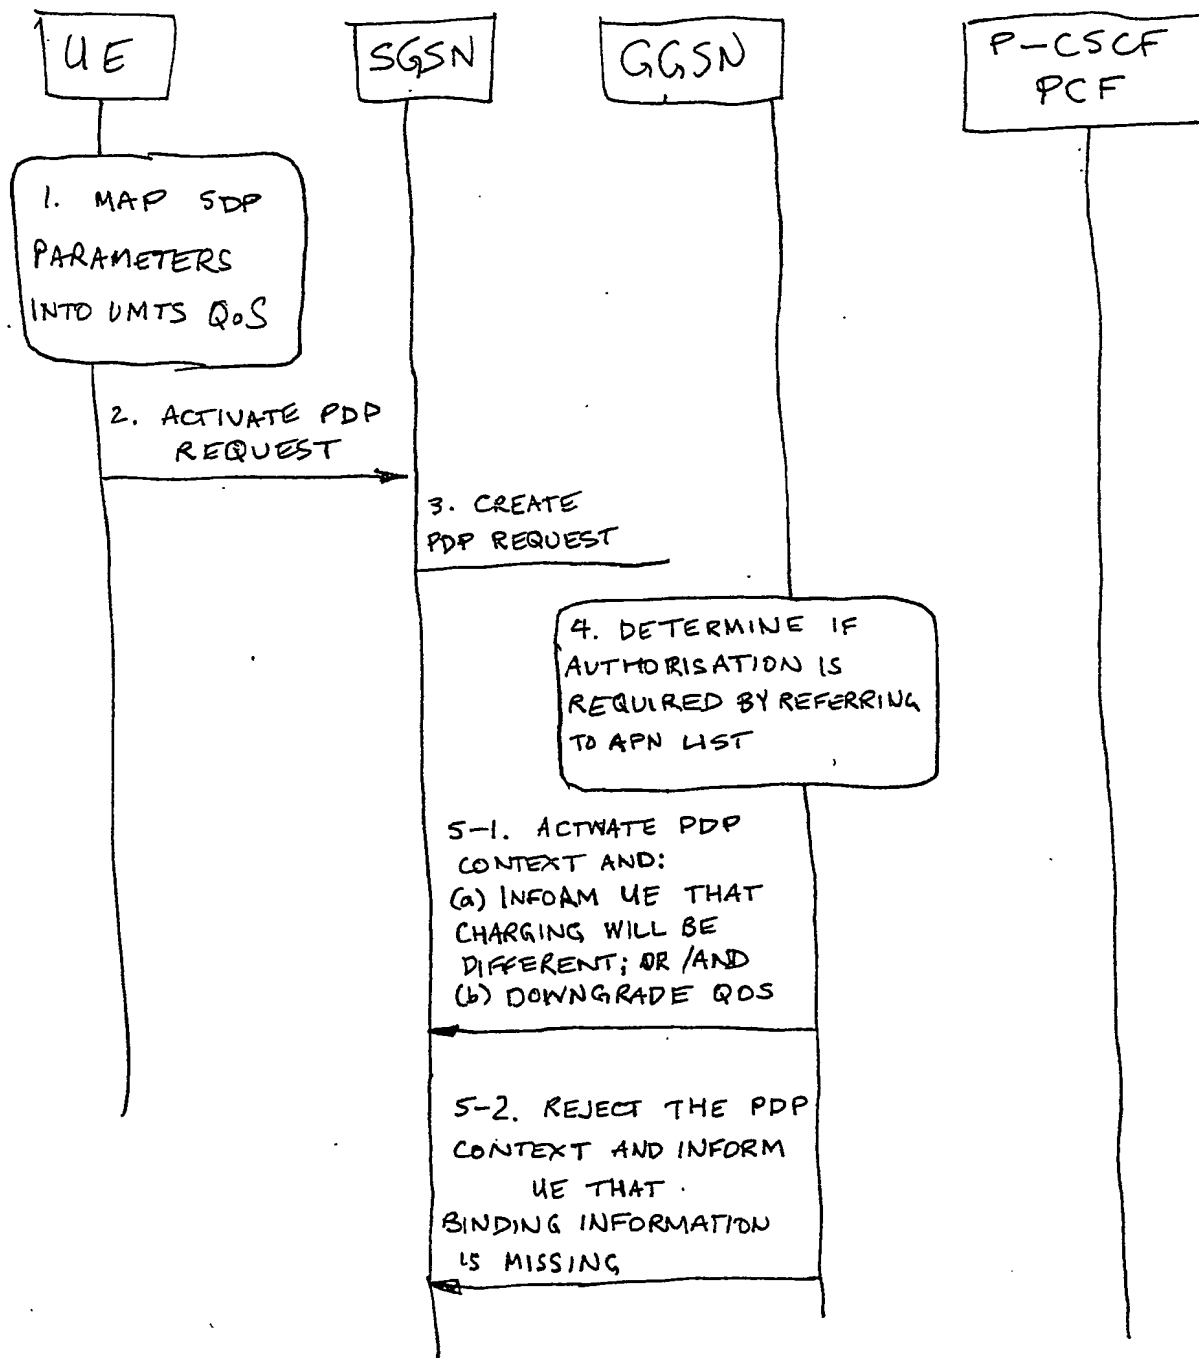 UE
SGSN
GGSN
P-CSCF
PCF
1. MAP SDP
PARAMETERS
INTO UMTS QoS
2. ACTIVATE PDP
REQUEST
3. CREATE
PDP REQUEST
4. DETERMINE IF
AUTHORISATION IS
REQUIRED BY REFERRING
TO APN LIST
5-1. ACTIVATE PDP
CONTEXT AND:
(a) INFORM UE THAT
CHARGING WILL BE
DIFFERENT; OR /AND
(b) DOWNGRADE QOS
5-2. REJECT THE PDP
CONTEXT AND INFORM
UE THAT
BINDING INFORMATION
IS MISSING